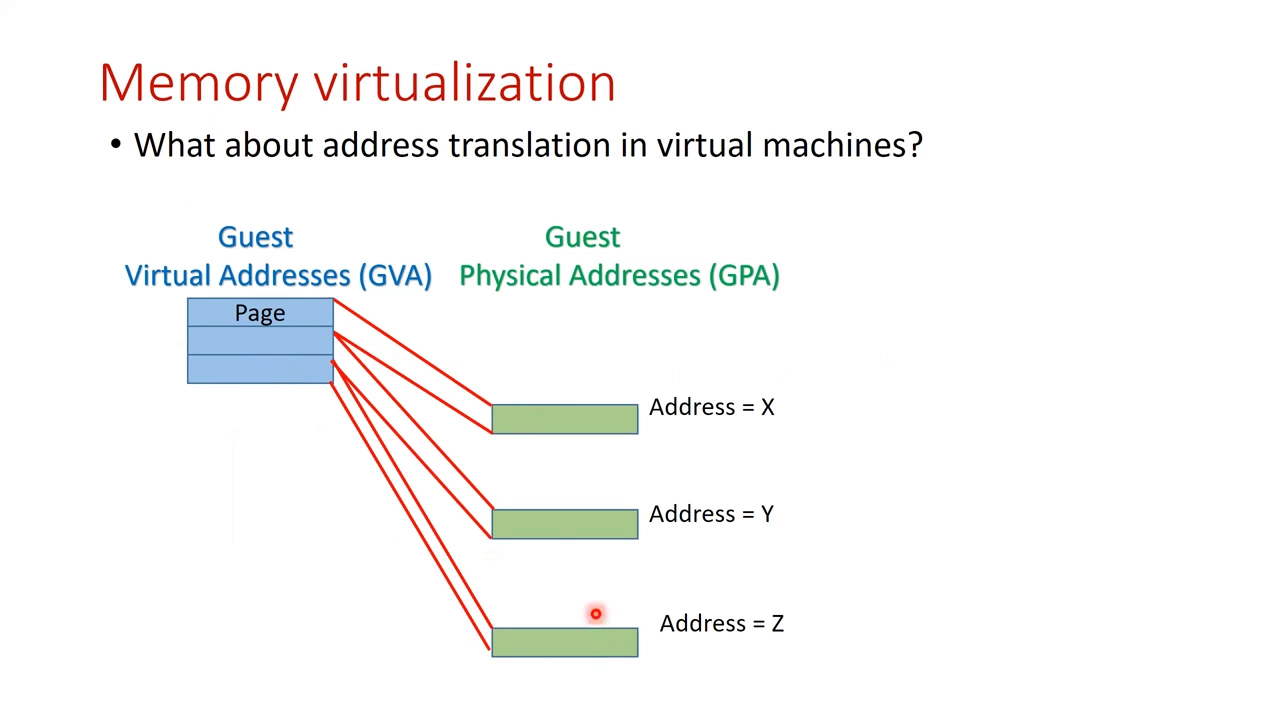 Memory virtualization
• What about address translation in virtual machines?
Guest
Virtual Addresses (GVA)
Guest
Physical Addresses (GPA)
Page
Address = X
Address = Y
Address = Z